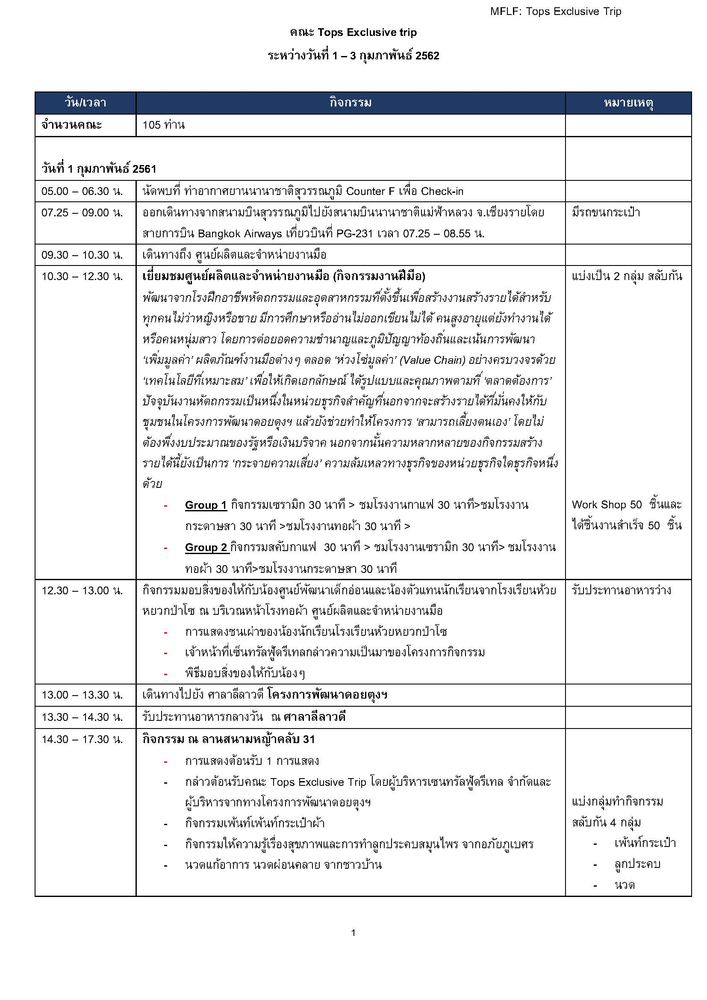 MFLF: Tops Exclusive Trip
คณะ Tops Exclusive trip
ระหว่างวันที่ 1 – 3 กุมภาพันธ์ 2562
วัน/เวลา กิจกรรม หมายเหตุ
จำนวนคณะ 105 ท่าน
วันที่ 1 กุมภาพันธ์ 2561
05.00 – 06.30 น. นัดพบที่ ท่าอากาศยานนานาชาติสุวรรณภูมิ Counter F เพื่อ Check-in
07.25 – 09.00 น. ออกเดินทางจากสนามบินสุวรรณภูมิไปยังสนามบินนานาชาติแม่ฟ้าหลวง จ.เชียงรายโดย มีรถขนกระเป๋า
สายการบิน Bangkok Airways เที่ยวบินที่ PG-231 เวลา 07.25 – 08.55 น.
09.30 – 10.30 น. เดินทางถึง ศูนย์ผลิตและจำหน่ายงานมือ
10.30 – 12.30 น. เยี่ยมชมศูนย์ผลิตและจำหน่ายงานมือ (กิจกรรมงานฝีมือ) แบ่งเป็น 2 กลุ่ม สลับกัน
พัฒนาจากโรงฝึกอาชีพหัตถกรรมและอุตสาหกรรมที่ตั้งขึ้นเพื่อสร้างงานสร้างรายได้สำหรับ
ทุกคนไม่ว่าหญิงหรือชาย มีการศึกษาหรืออ่านไม่ออกเขียนไม่ได้ คนสูงอายุแต่ยังทำงานได้
หรือคนหนุ่มสาว โดยการต่อยอดความชำนาญและภูมิปัญญาท้องถิ่นและเน้นการพัฒนา
‘เพิ่มมูลค่า’ ผลิตภัณฑ์งานมือต่างๆ ตลอด ‘ห่วงโซ่มูลค่า’ (Value Chain) อย่างครบวงจรด้วย
‘เทคโนโลยีที่เหมาะสม’ เพื่อให้เกิดเอกลักษณ์ ได้รูปแบบและคุณภาพตามที่ ‘ตลาดต้องการ’
ปัจจุบันงานหัตถกรรมเป็นหนึ่งในหน่วยธุรกิจสำคัญที่นอกจากจะสร้างรายได้ที่มั่นคงให้กับ
ชุมชนในโครงการพัฒนาดอยตุงฯ แล้วยังช่วยทำให้โครงการ ‘สามารถเลี้ยงตนเอง’ โดยไม่
ต้องพึ่งงบประมาณของรัฐหรือเงินบริจาค นอกจากนั้นความหลากหลายของกิจกรรมสร้าง
รายได้นี้ยังเป็นการ ‘กระจายความเสี่ยง’ ความล้มเหลวทางธุรกิจของหน่วยธุรกิจใดธุรกิจหนึ่ง
ด้วย
- Group 1 กิจกรรมเซรามิก 30 นาที > ชมโรงงานกาแฟ 30 นาที>ชมโรงงาน Work Shop 50 ชิ้นและ
กระดาษสา 30 นาที >ชมโรงงานทอผ้า 30 นาที > ได้ชิ้นงานสำเร็จ 50 ชิ้น
- Group 2 กิจกรรมสคับกาแฟ 30 นาที > ชมโรงงานเซรามิก 30 นาที> ชมโรงงาน
ทอผ้า 30 นาที>ชมโรงงานกระดาษสา 30 นาที
12.30 – 13.00 น. กิจกรรมมอบสิ่งของให้กับน้องศูนย์พัฒนาเด็กอ่อนและน้องตัวแทนนักเรียนจากโรงเรียนห้วย รับประทานอาหารว่าง
หยวกป่าโซ ณ บริเวณหน้าโรงทอผ้า ศูนย์ผลิตและจำหน่ายงานมือ
- การแสดงชนเผ่าของน้องนักเรียนโรงเรียนห้วยหยวกป่าโซ
- เจ้าหน้าที่เซ็นทรัลฟู้ดรีเทลกล่าวความเป็นมาของโครงการกิจกรรม
- พิธีมอบสิ่งของให้กับน้องๆ
13.00 – 13.30 น. เดินทางไปยัง ศาลาลีลาวดี โครงการพัฒนาดอยตุงฯ
13.30 – 14.30 น. รับประทานอาหารกลางวัน ณ ศาลาลีลาวดี
14.30 – 17.30 น. กิจกรรม ณ ลานสนามหญ้าคลับ 31
- การแสดงต้อนรับ 1 การแสดง
- กล่าวต้อนรับคณะ Tops Exclusive Trip โดยผู้บริหารเซนทรัลฟู้ดรีเทล จำกัดและ
ผู้บริหารจากทางโครงการพัฒนาดอยตุงฯ แบ่งกลุ่มทำกิจกรรม
- กิจกรรมเพ้นท์เพ้นท์กระเป๋าผ้า สลับกัน 4 กลุ่ม
- กิจกรรมให้ความรู้เรื่องสุขภาพและการทำลูกประคบสมุนไพร จากอภัยภูเบศร - เพ้นท์กระเป๋า
- นวดแก้อาการ นวดผ่อนคลาย จากชาวบ้าน - ลูกประคบ
- นวด
1